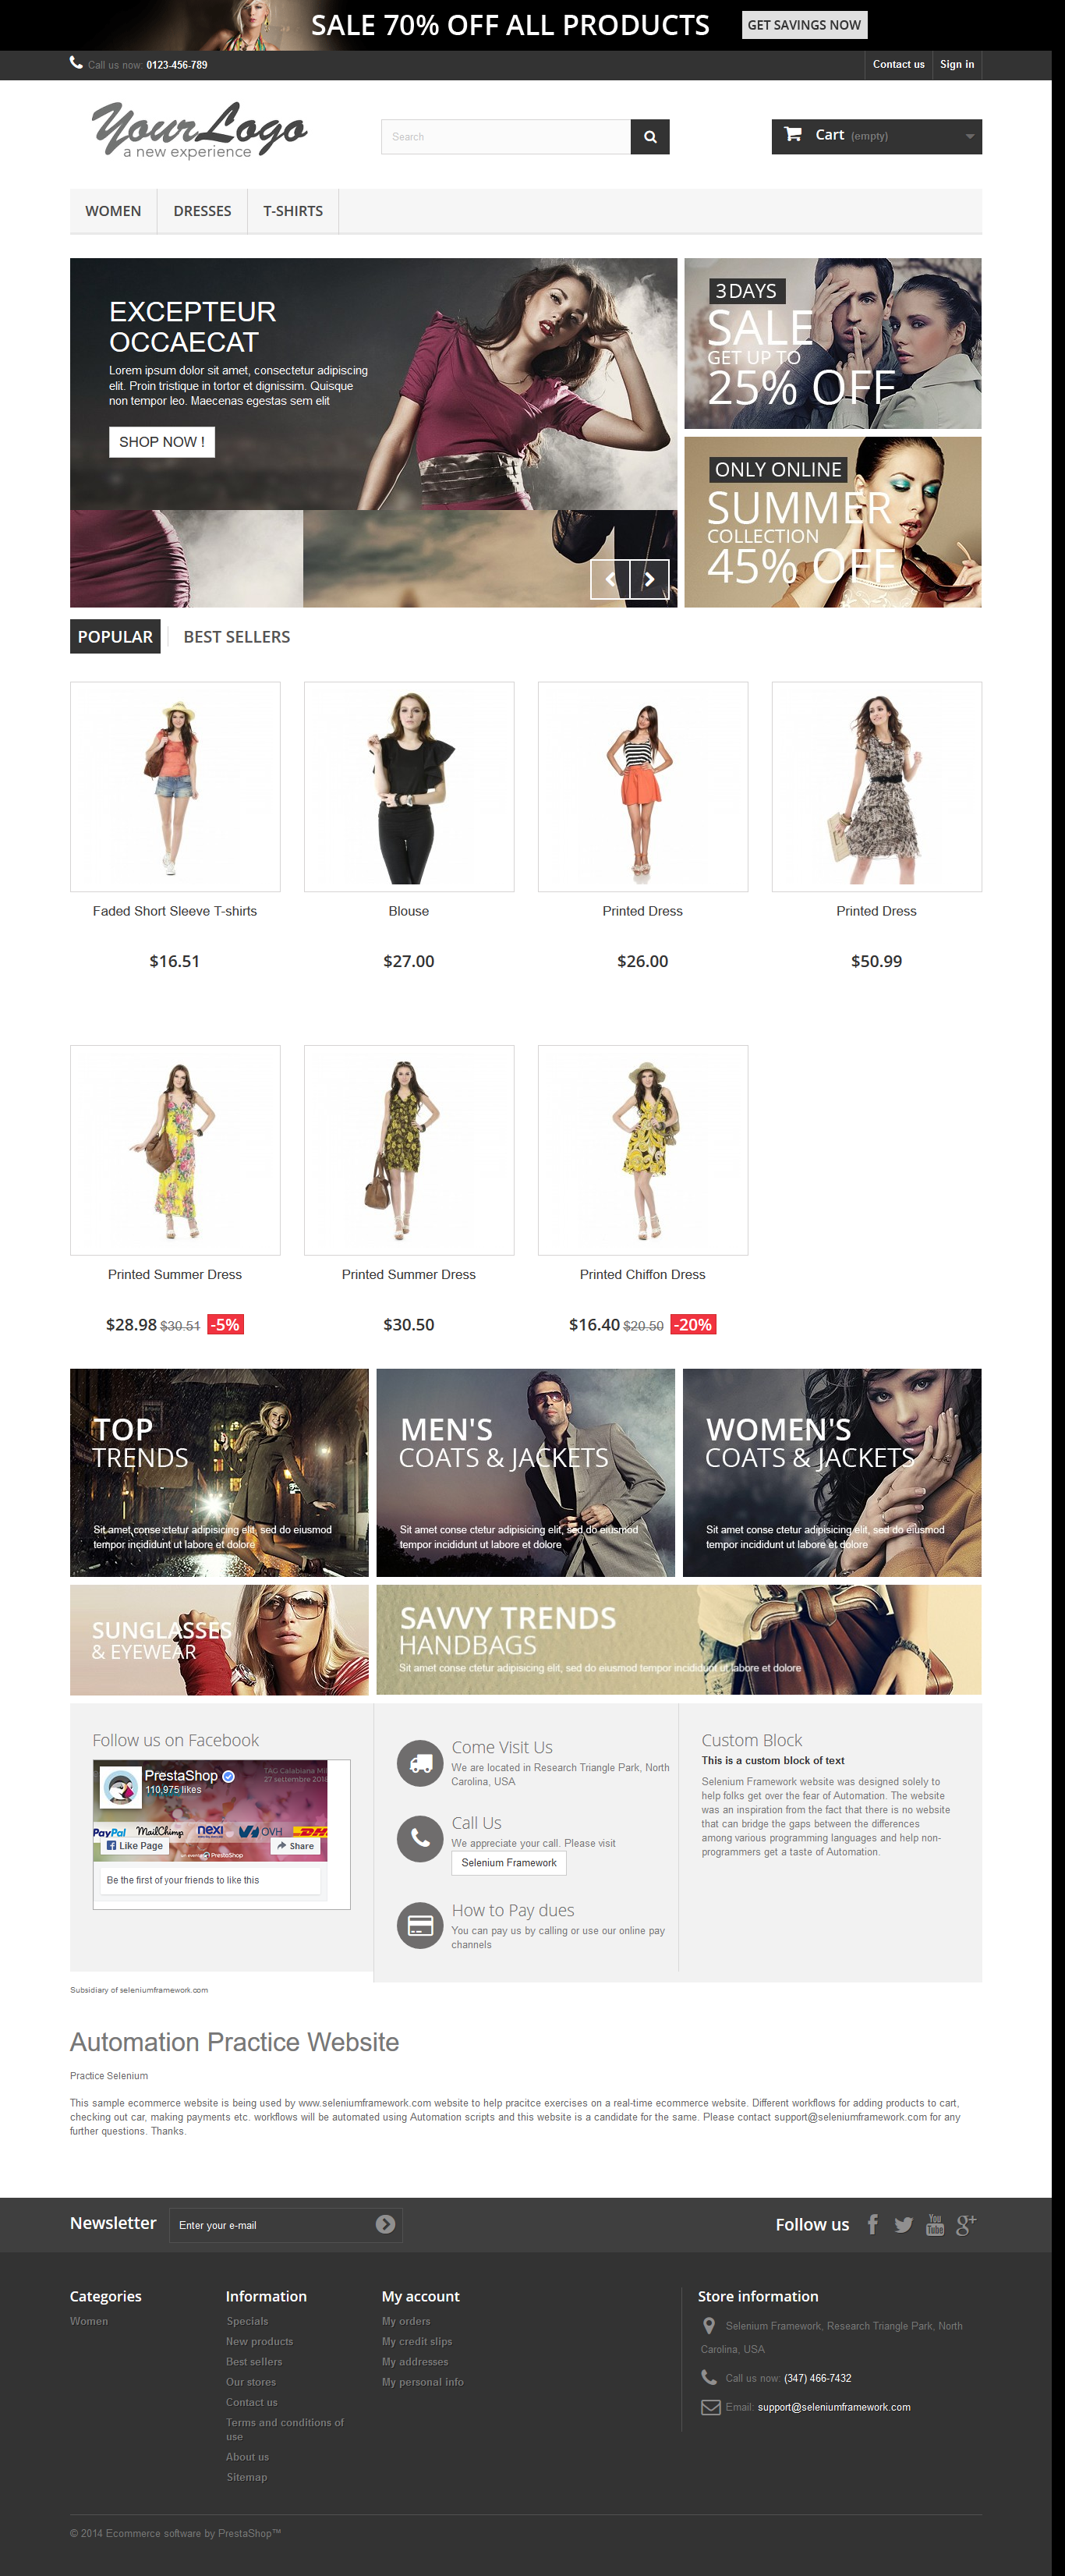 SALE 70% OFF ALL PRODUCTS
GET SAVINGS NOW
Call us now: 0123-456-789
Contact us
Sign in
YourLogo
a new experience
Search
Cart (empty)
WOMEN
DRESSES
T-SHIRTS
EXCEPTEUR
OCCAECAT
Lorem ipsum dolor sit amet, consectetur adipiscing
elit. Proin tristique in tortor et dignissim. Quisque
non tempor leo. Maecenas egestas sem elit
SHOP NOW !
3DAYS
SALE
GET UP TO
25% OFF
ONLY ONLINE
SUMMER
COLLECTION
45% OFF
POPULAR
BEST SELLERS
Faded Short Sleeve T-shirts
Blouse
Printed Dress
Printed Dress
$16.51
$27.00
$26.00
$50.99
Printed Summer Dress
Printed Summer Dress
Printed Chiffon Dress
$28.98 $30.51 -5%
$30.50
$16.40 $20.50 -20%
TOP
TRENDS
Sit amet conse ctetur adipisicing elit, sed do eiusmod
tempor incididunt ut labore et dolore
MEN'S
COATS & JACKETS
Sit amet conse ctetur adipisicing elit, sed do eiusmod
tempor incididunt ut labore et dolore
WOMEN'S
COATS & JACKETS
Sit amet conse ctetur adipisicing elit, sed do eiusmod
tempor incididunt ut labore et dolore
SUNGLASSES
& EYEWEAR
SAVVY TRENDS
HANDBAGS
Sit amet conse ctetur adipisicing elit, sed do eiusmod tempor incididunt ut labore et dolore
Follow us on Facebook
PrestaShop
110,975 likes
TAG Calabiana Mil
27 settembre 2018
PayPal
MailChimp
nexi
OVH
DHL
Like Page
Share
un evento PrestaShop
Be the first of your friends to like this
Come Visit Us
We are located in Research Triangle Park, North
Carolina, USA
Call Us
We appreciate your call. Please visit
Selenium Framework
How to Pay dues
You can pay us by calling or use our online pay
channels
Custom Block
This is a custom block of text
Selenium Framework website was designed solely to
help folks get over the fear of Automation. The website
was an inspiration from the fact that there is no website
that can bridge the gaps between the differences
among various programming languages and help non-
programmers get a taste of Automation.
Subsidiary of seleniumframework.com
Automation Practice Website
Practice Selenium
This sample ecommerce website is being used by www.seleniumframework.com website to help pracitce exercises on a real-time ecommerce website. Different workflows for adding products to cart,
checking out car, making payments etc. workflows will be automated using Automation scripts and this website is a candidate for the same. Please contact support@seleniumframework.com for any
further questions. Thanks.
Newsletter
Enter your e-mail
Follow us
You
Tube
g+
Categories
Women
Information
Specials
New products
Best sellers
Our stores
Contact us
Terms and conditions of
use
About us
Sitemap
My account
My orders
My credit slips
My addresses
My personal info
Store information
Selenium Framework, Research Triangle Park, North
Carolina, USA
Call us now: (347) 466-7432
Email: support@seleniumframework.com
© 2014 Ecommerce software by PrestaShop™